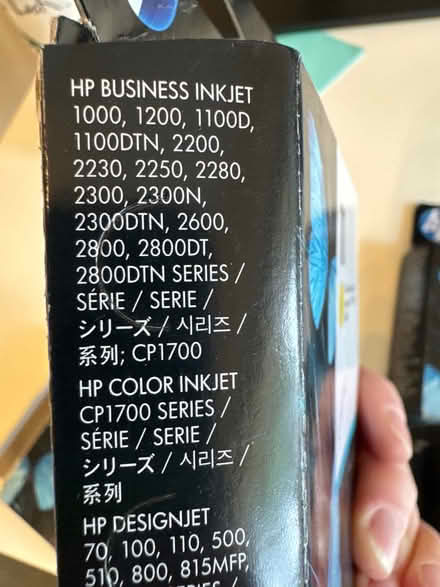 HP BUSINESS INKJET
1000, 1200, 1100D,
1100DTN, 2200,
2230, 2250, 2280,
2300, 2300N,
2300DTN, 2600,
2800, 2800DT,
2800DTN SERIES /
SÉRIE / SERIE /
シリーズ / 시리즈 /
系列; CP1700
HP COLOR INKJET
CP1700 SERIES /
SÉRIE / SERIE /
シリーズ / 시리즈 /
系列
HP DESIGNJET
70, 100, 110, 500,
510, 800, 815MFP,